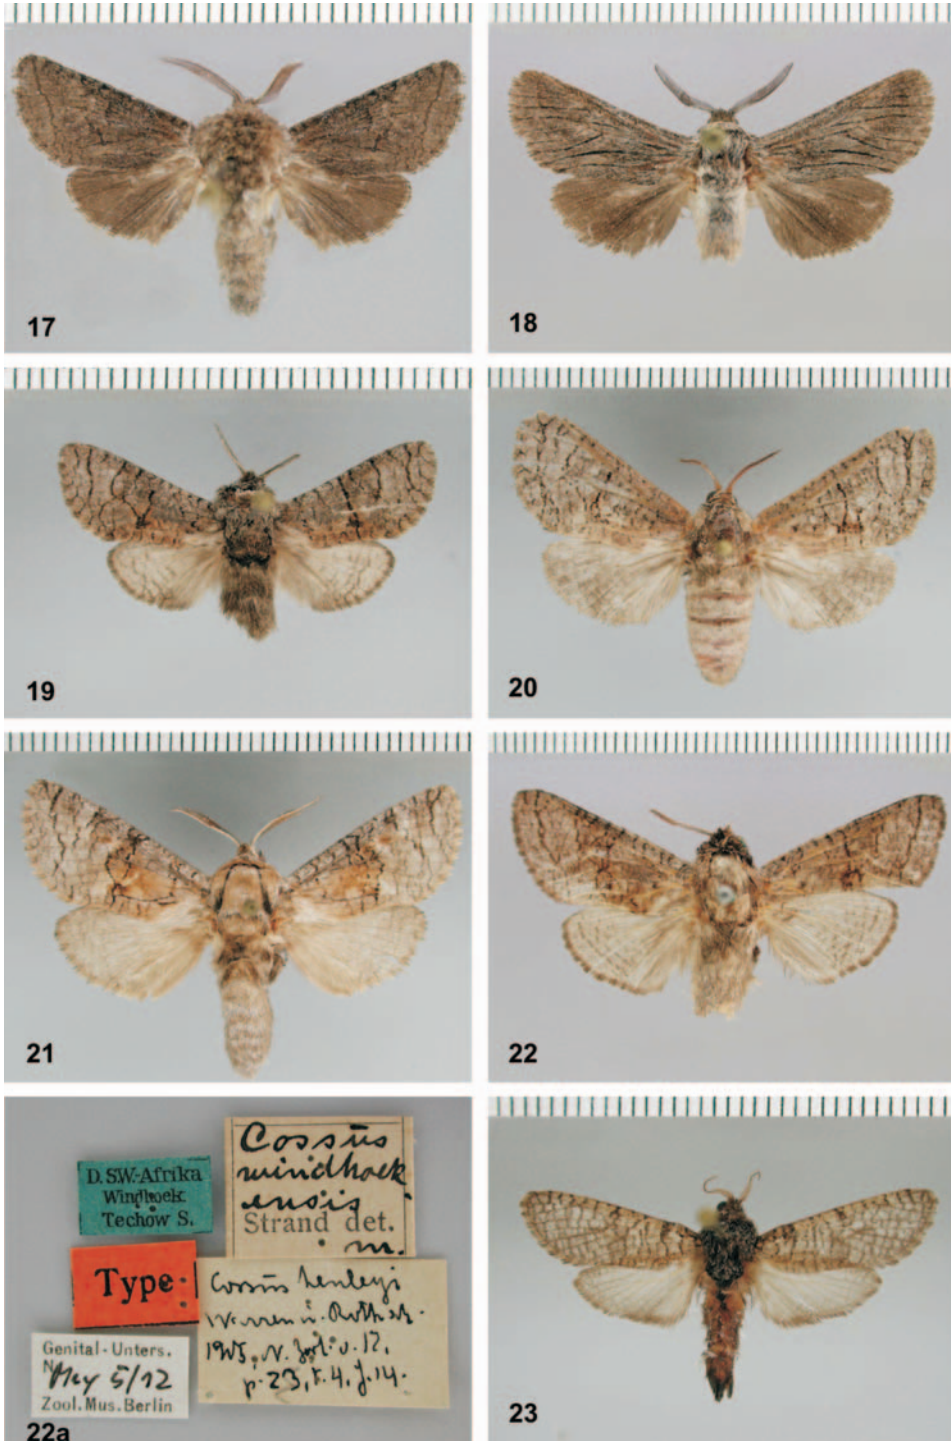 17
18
19
20
21
22
D. SW.-Afrika
Windhoek
Techow S.
Cossus
windhoek
ensis
Strand det.
m.
Type
Cossus henleyi
Warren u. Rothsch.
1905, N. Zool. v. 12,
p. 23, t. 4, f. 14.
Genital-Unters.
N 5/12
Zool. Mus. Berlin
22a
23